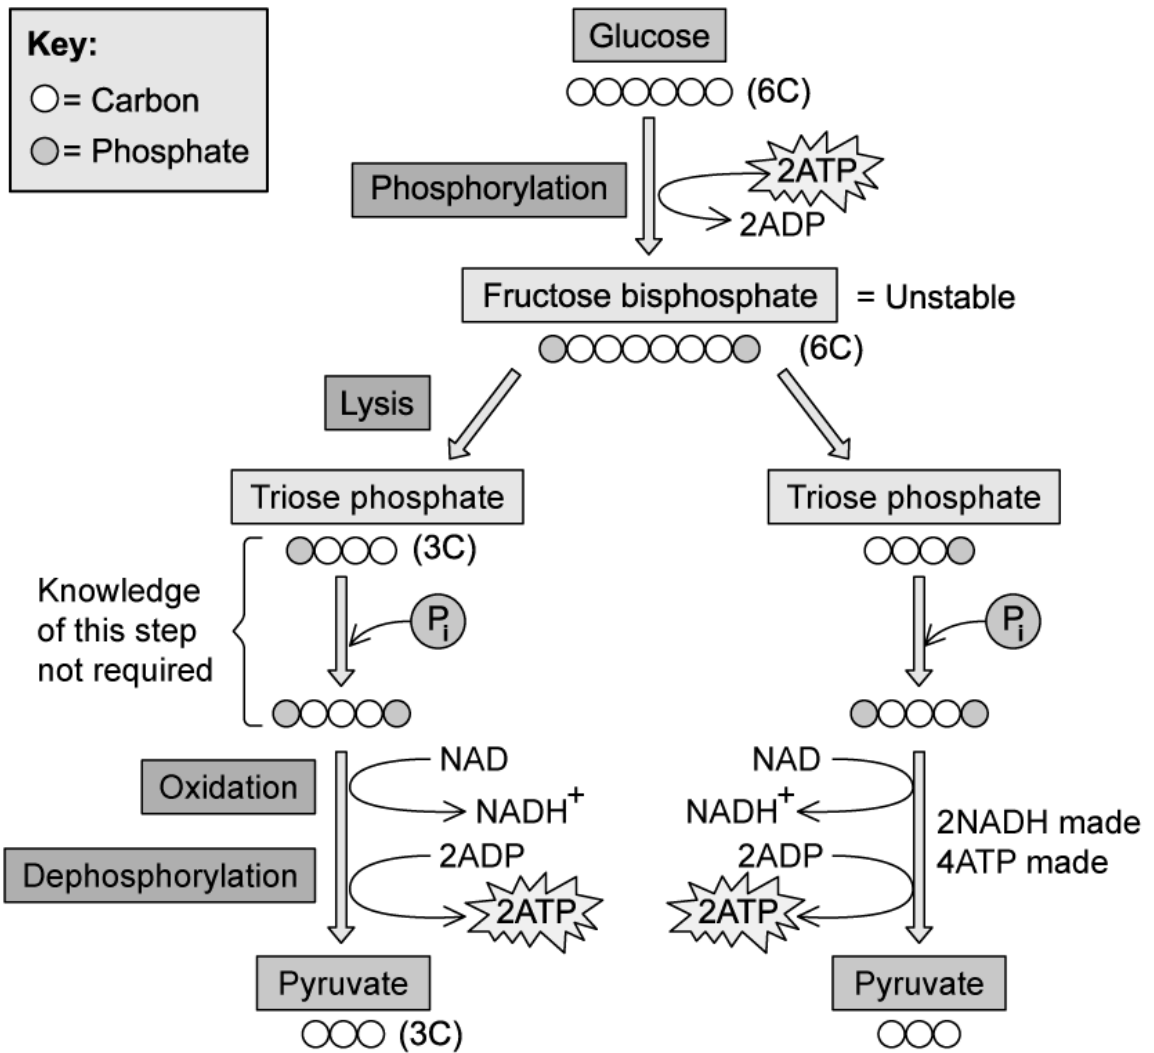 Key:
= Carbon
= Phosphate
Glucose
(6C)
Phosphorylation
2ATP
2ADP
Fructose bisphosphate
= Unstable
(6C)
Lysis
Triose phosphate
Triose phosphate
(3C)
Knowledge
of this step
not required
Pi
Pi
Oxidation
NAD
NADH+
NAD
NADH+
2NADH made
4ATP made
Dephosphorylation
2ADP
2ATP
2ADP
2ATP
Pyruvate
(3C)
Pyruvate